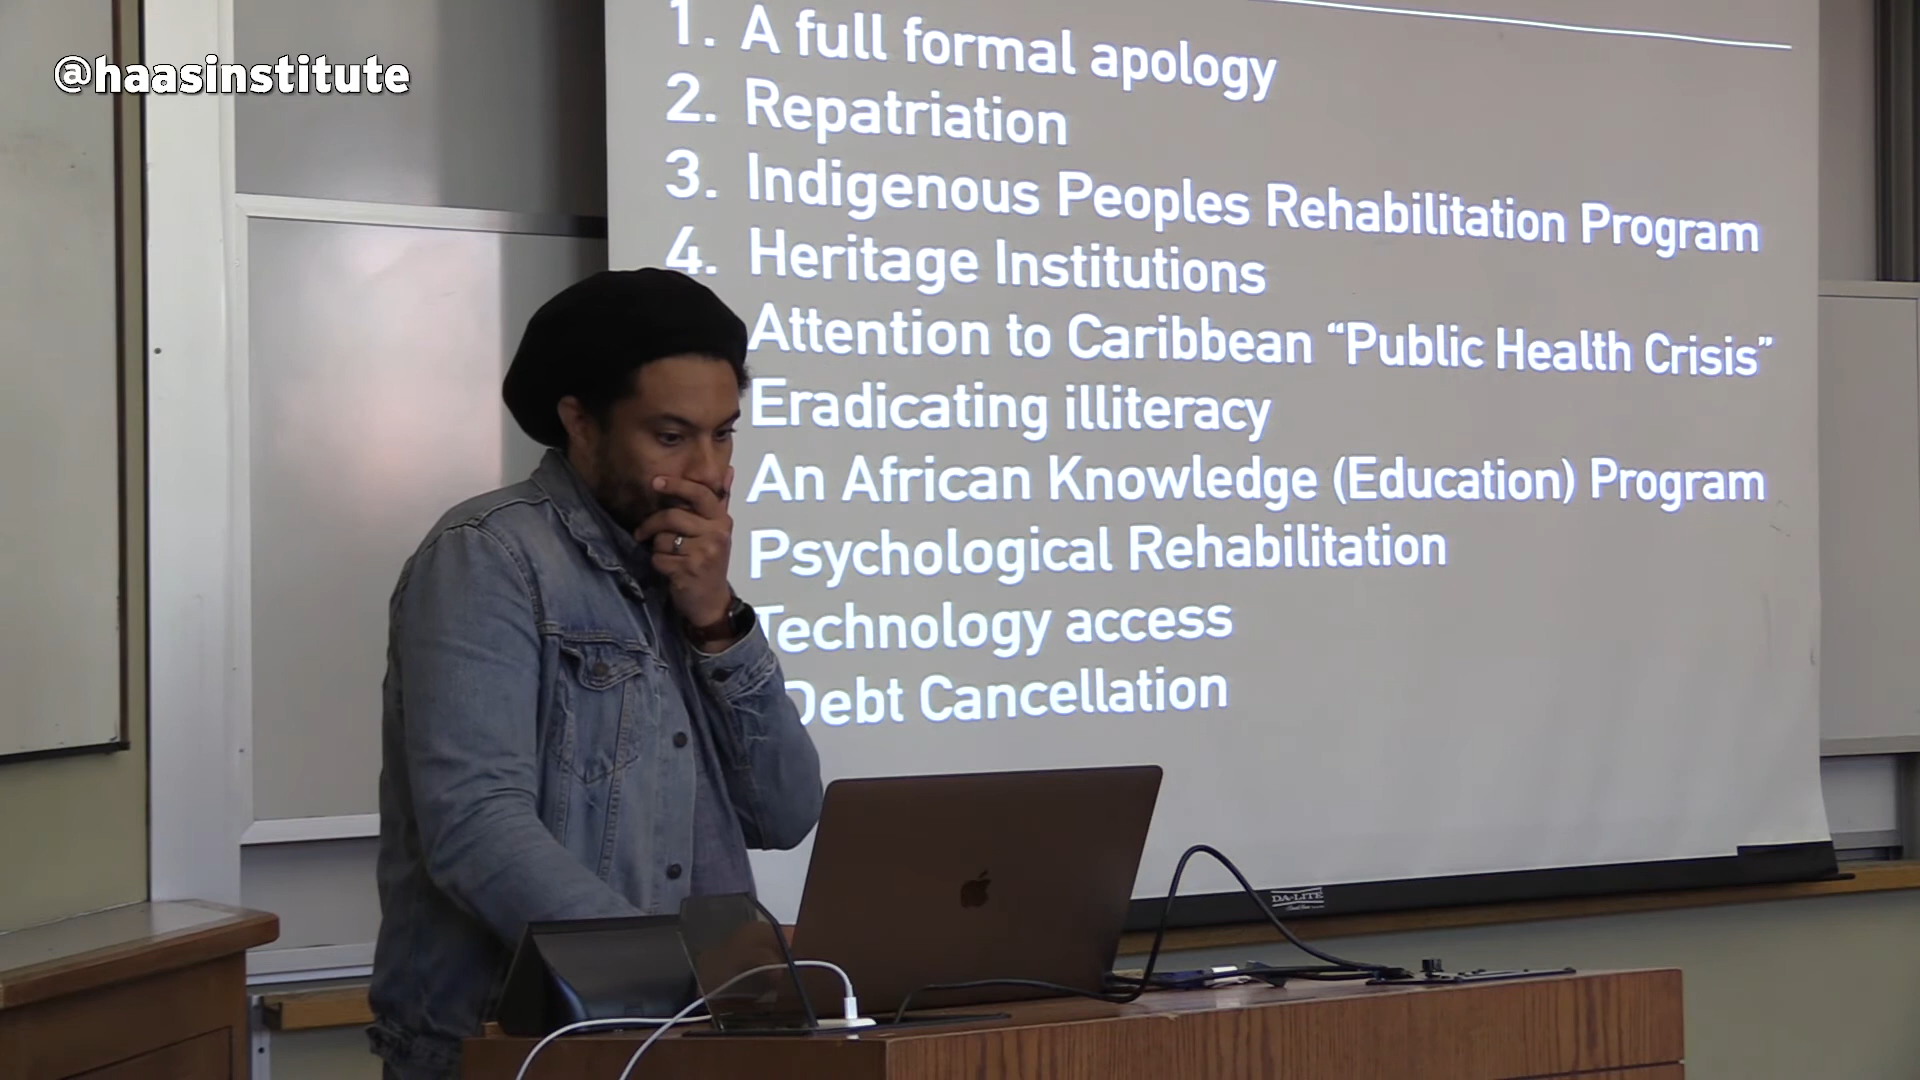 @haasinstitute
1. A full formal apology
2. Repatriation
3. Indigenous Peoples Rehabilitation Program
4. Heritage Institutions
Attention to Caribbean “Public Health Crisis”
Eradicating illiteracy
An African Knowledge (Education) Program
Psychological Rehabilitation
Technology access
Debt Cancellation
DA-LITE